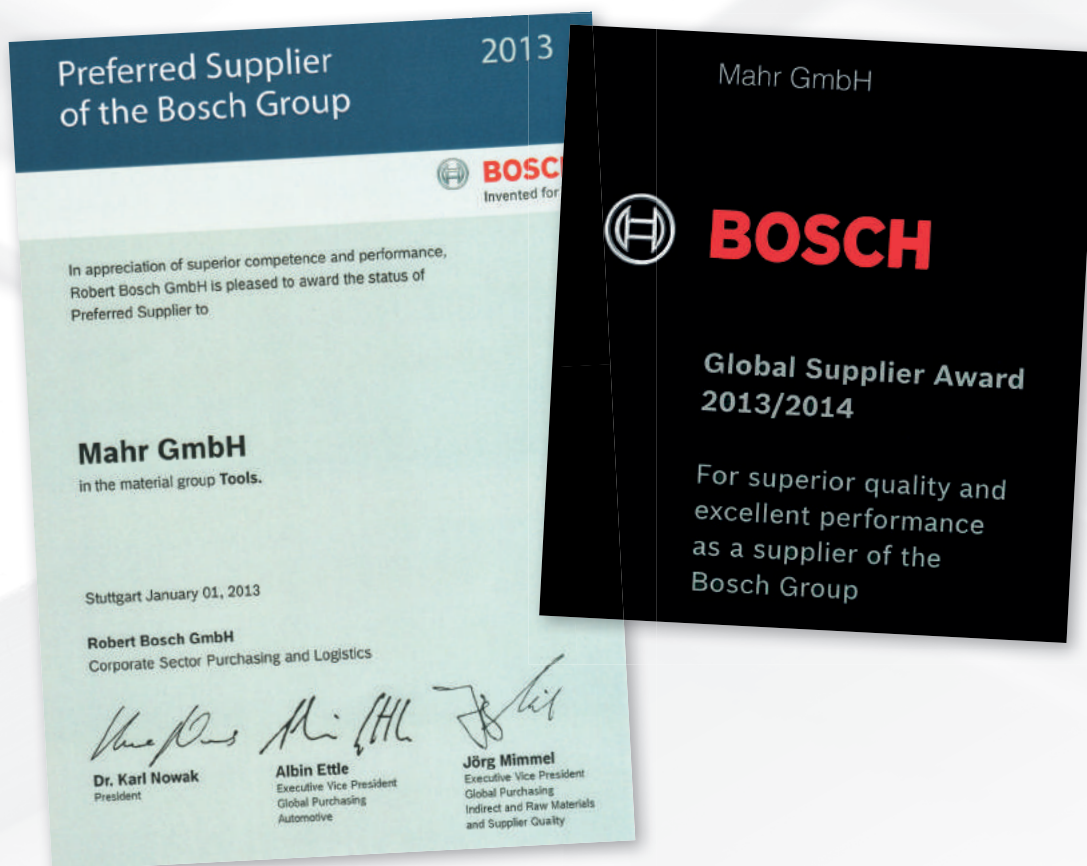 Preferred Supplier
of the Bosch Group
2013
BOSC
Invented for
In appreciation of superior competence and performance,
Robert Bosch GmbH is pleased to award the status of
Preferred Supplier to
Mahr GmbH
in the material group Tools.
Stuttgart January 01, 2013
Robert Bosch GmbH
Corporate Sector Purchasing and Logistics
Dr. Karl Nowak
President
Albin Ettle
Executive Vice President
Global Purchasing
Automotive
Jörg Mimmel
Executive Vice President
Global Purchasing
Indirect and Raw Materials
and Supplier Quality
Mahr GmbH
BOSCH
Global Supplier Award
2013/2014
For superior quality and
excellent performance
as a supplier of the
Bosch Group